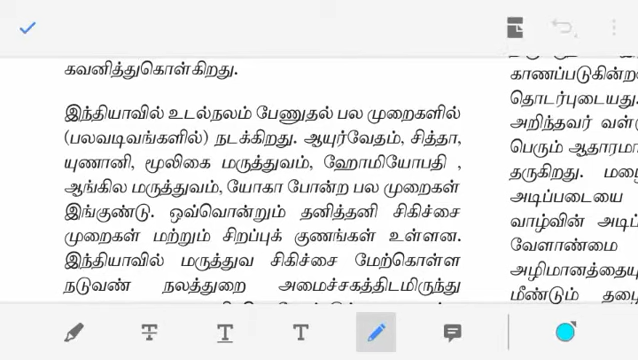 கவனித்துகொள்கிறது.
இந்தியாவில் உடல்நலம் பேணுதல் பல முறைகளில்
(பலவடிவங்களில்) நடக்கிறது. ஆயுர்வேதம், சித்தா,
யுணானி, மூலிகை மருத்துவம், ஹோமியோபதி ,
ஆங்கில மருத்துவம், யோகா போன்ற பல முறைகள்
இங்குண்டு. ஒவ்வொன்றும் தனித்தனி சிகிச்சை
முறைகள் மற்றும் சிறப்புக் குணங்கள் உள்ளன.
இந்தியாவில் மருத்துவ சிகிச்சை மேற்கொள்ள
நடுவண் நலத்துறை அமைச்சகத்திடமிருந்து
காணப்படுகின்ற
தொடர்புடையது.
அறிந்தவர் வள்
பெரும் ஆதாரமா
தருகிறது. மழை
அடிப்படையை
வாழ்வின் அடிப்
வேளாண்மை
அழிமானத்தையு
மீண்டும் தழை
T
T
T